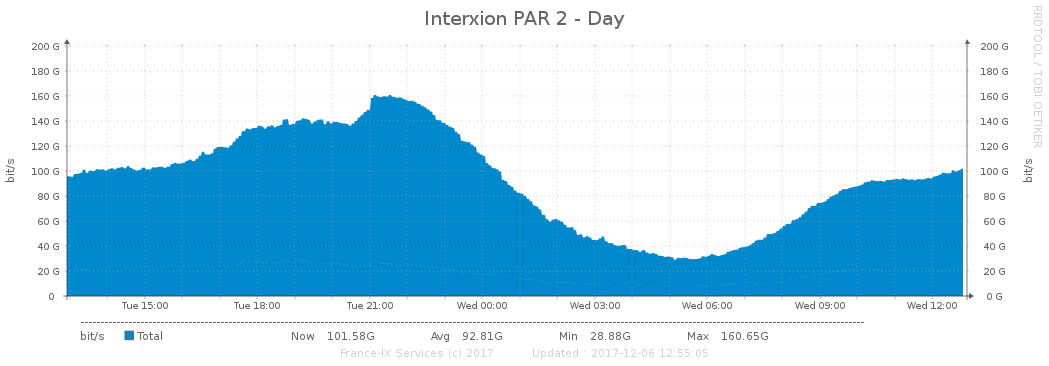 Interxion PAR 2 - Day
RRDTOOL / TOBI OETIKER
bit/s
200 G 200 G
180 G 180 G
160 G 160 G
140 G 140 G
120 G 120 G
100 G 100 G
80 G 80 G
60 G 60 G
40 G 40 G
20 G 20 G
0 0 G
bit/s
Tue 15:00 Tue 18:00 Tue 21:00 Wed 00:00 Wed 03:00 Wed 06:00 Wed 09:00 Wed 12:00
bit/s Total Now 101.58G Avg 92.81G Min 28.88G Max 160.65G
France-IX Services (c) 2017 Updated : 2017-12-06 12:55:05